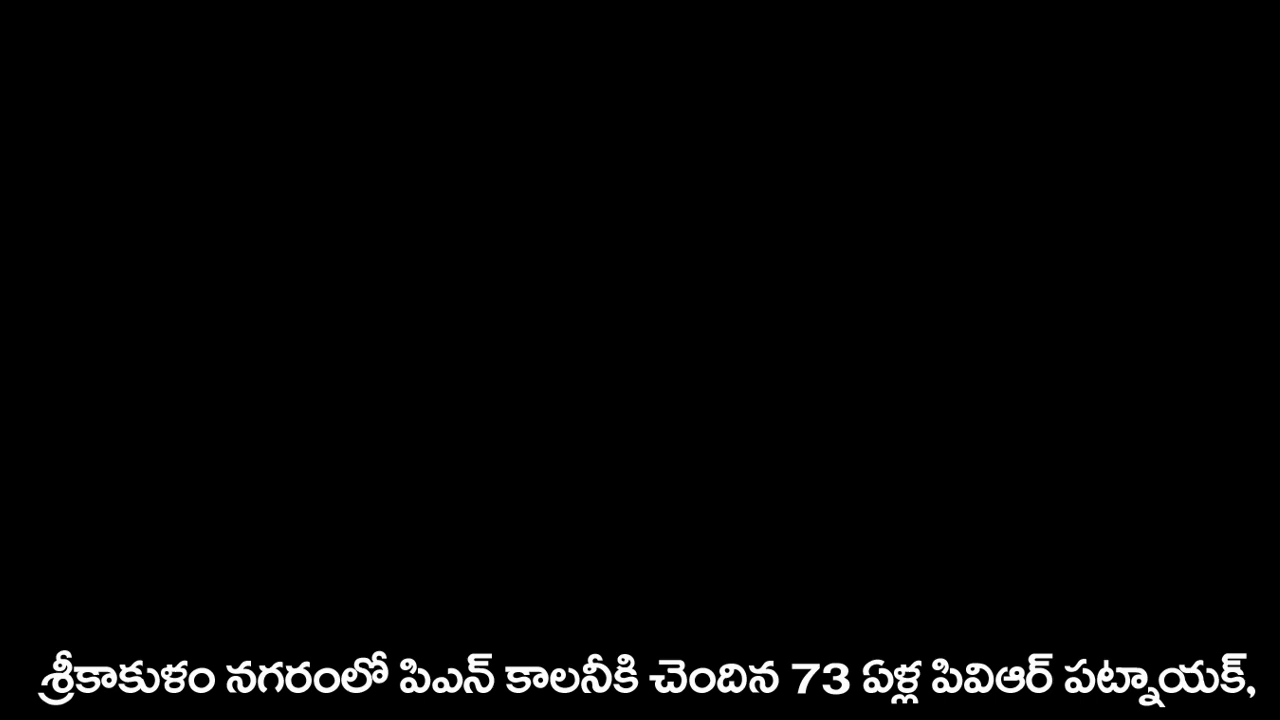 శ్రీకాకుళం నగరంలో పిఎన్ కాలనీకి చెందిన 73 ఏళ్ల పివిఆర్ పట్నాయక్,